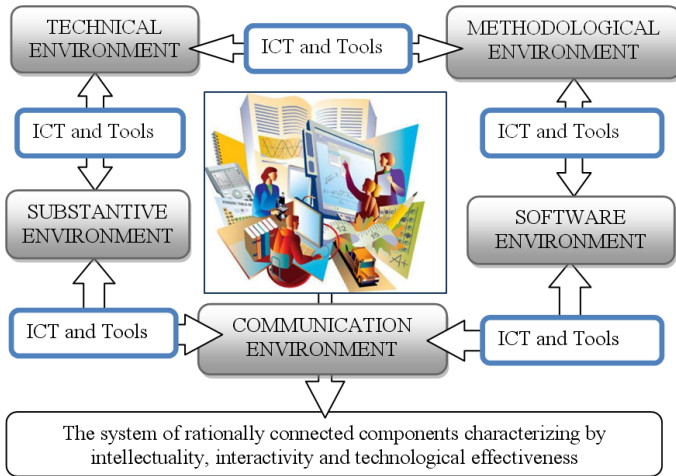 TECHNICAL
ENVIRONMENT
ICT and Tools
METHODOLOGICAL
ENVIRONMENT
ICT and Tools
ICT and Tools
SUBSTANTIVE
ENVIRONMENT
SOFTWARE
ENVIRONMENT
A+
ICT and Tools
COMMUNICATION
ENVIRONMENT
ICT and Tools
The system of rationally connected components characterizing by
intellectuality, interactivity and technological effectiveness